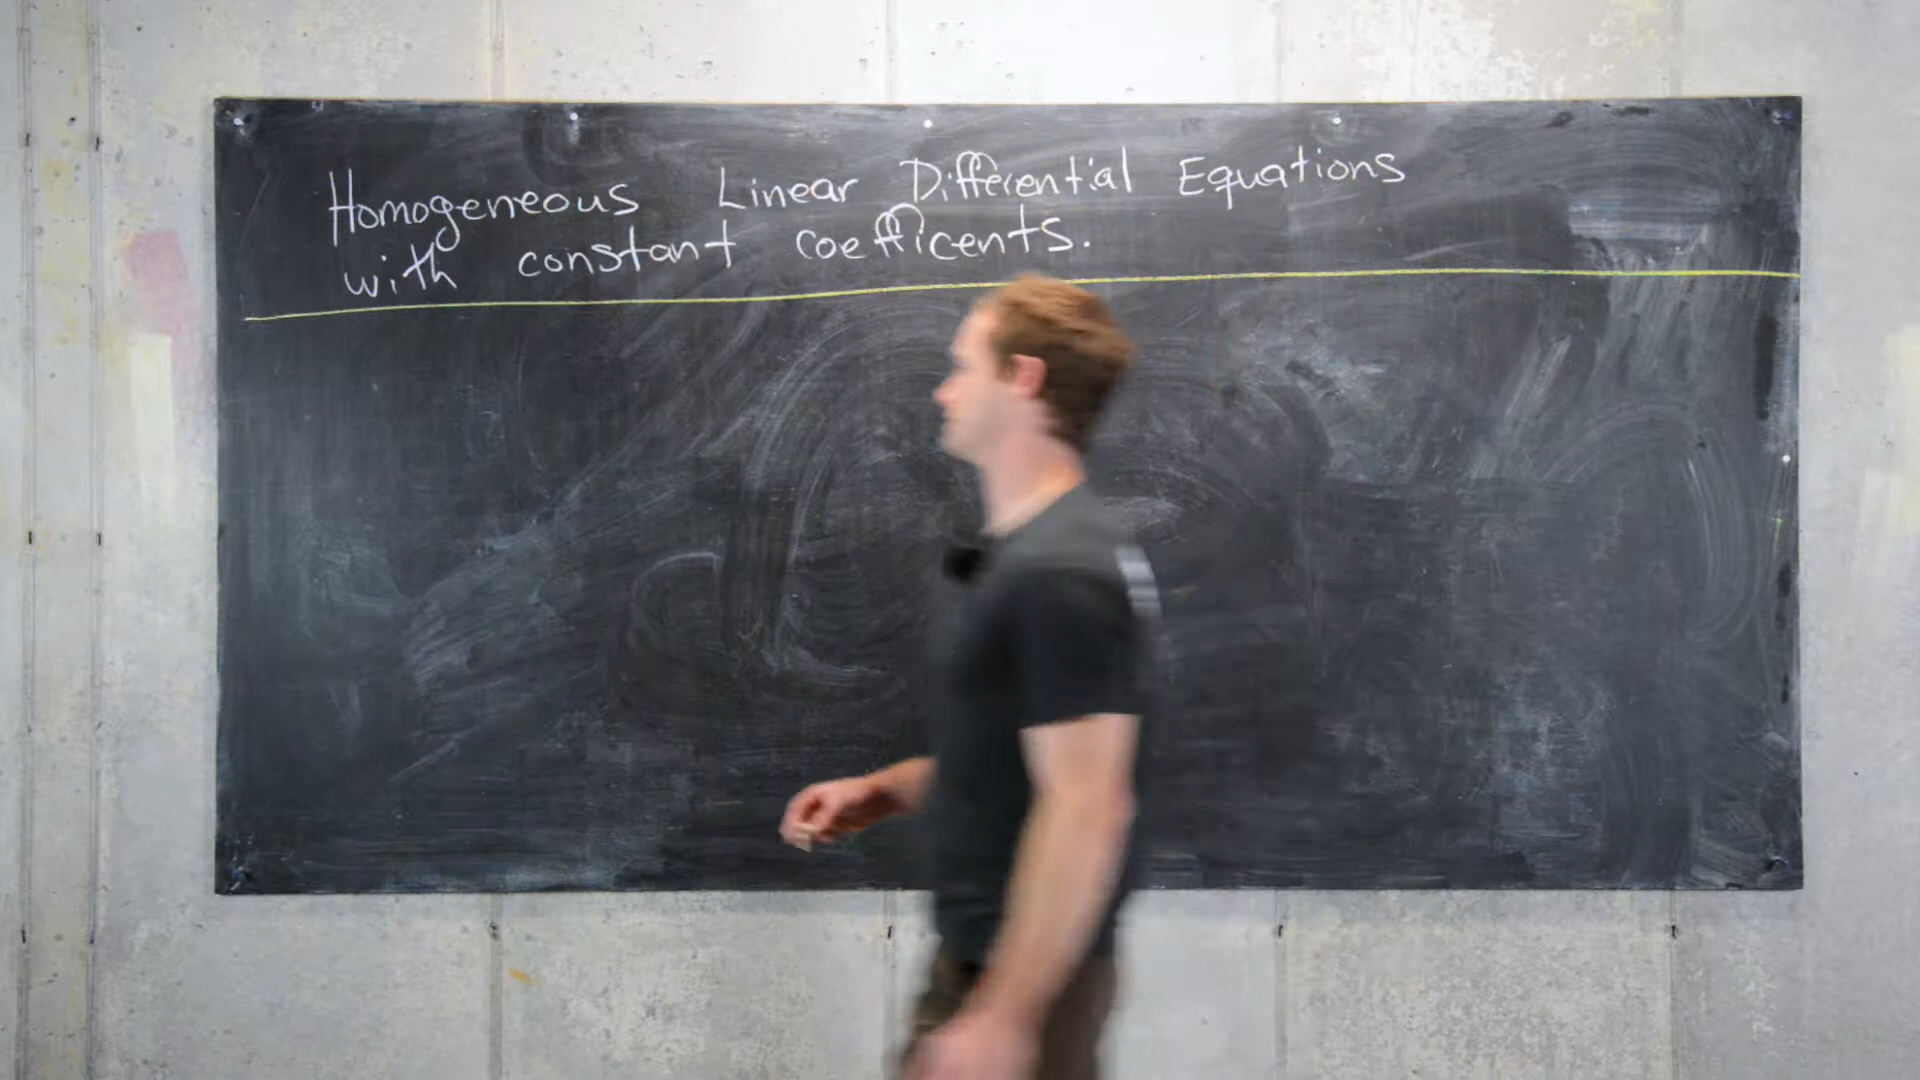 Homogeneous Linear Differential Equations
with constant coefficents.